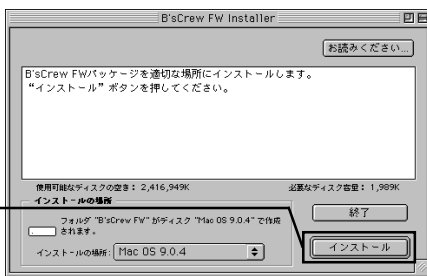 B'sCrew FW Installer
お読みください...
B'sCrew FWパッケージを適切な場所にインストールします。
“インストール”ボタンを押してください。
使用可能なディスクの空き： 2,416,949K
必要なディスク容量： 1,989K
インストールの場所
フォルダ “B'sCrew FW” がディスク “Mac OS 9.0.4” で作成
されます。
終了
インストールの場所： Mac OS 9.0.4
インストール